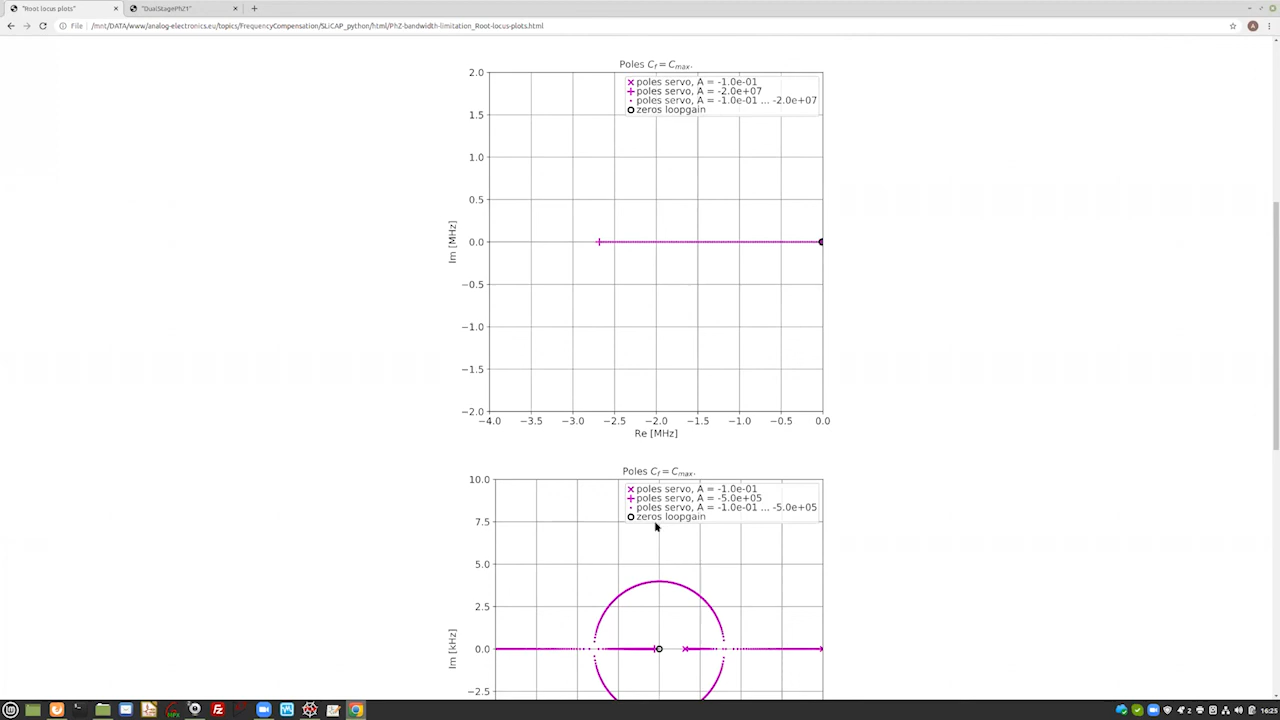 "Root locus plots"
"DualStagePhZ1"
File
/mnt/DATA/www/analog-electronics.eu/topics/FrequencyCompensation/SLiCAP_python/html/PhZ-bandwidth-limitation_Root-locus-plots.html
A
Poles C_f = C_max.
poles servo, A = -1.0e-01
poles servo, A = -2.0e+07
poles servo, A = -1.0e-01 ... -2.0e+07
zeros loopgain
2.0
1.5
1.0
0.5
0.0
−0.5
−1.0
−1.5
−2.0
Im [MHz]
−4.0 −3.5 −3.0 −2.5 −2.0 −1.5 −1.0 −0.5 0.0
Re [MHz]
Poles C_f = C_max.
poles servo, A = -1.0e-01
poles servo, A = -5.0e+05
poles servo, A = -1.0e-01 ... -5.0e+05
zeros loopgain
10.0
7.5
5.0
2.5
0.0
−2.5
Im [kHz]
16:25